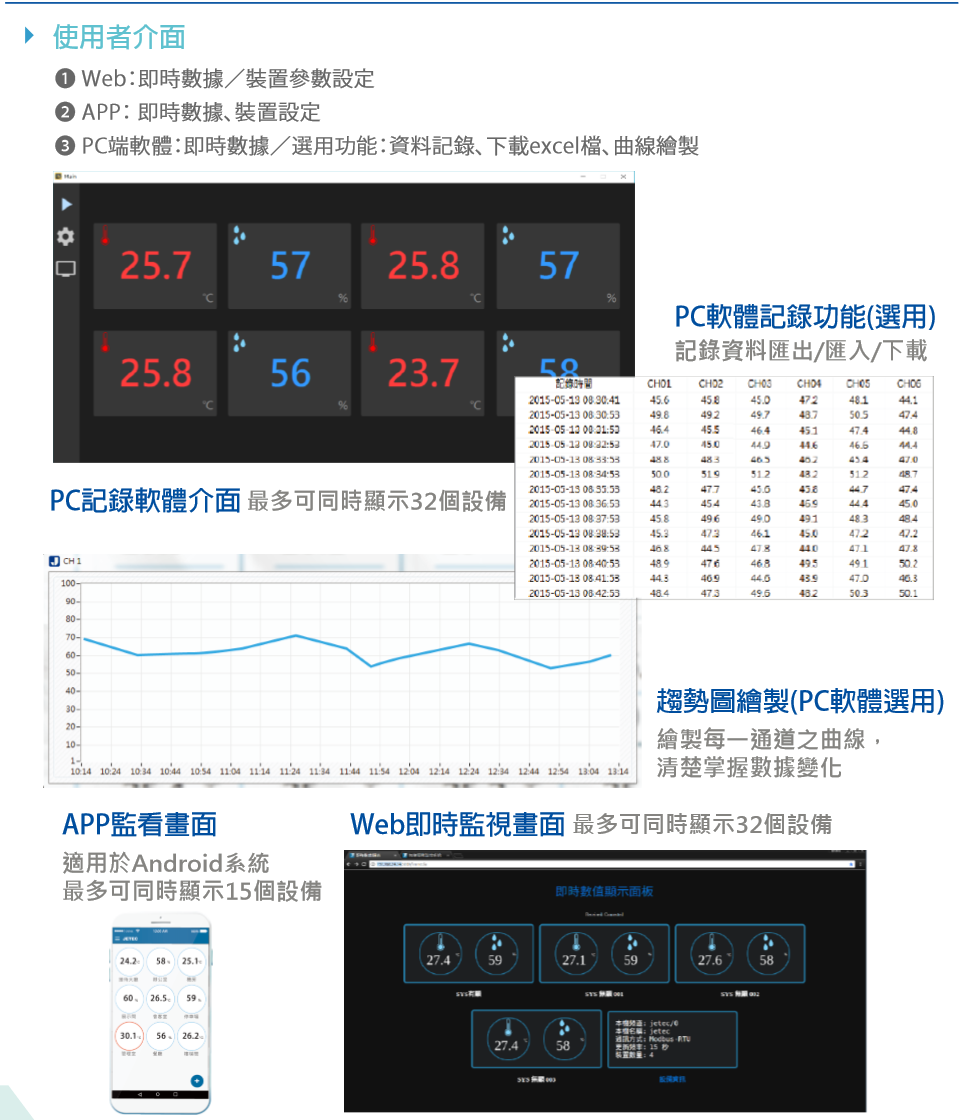 使用者介面
❶ Web:即時數據／裝置參數設定
❷ APP: 即時數據、裝置設定
❸ PC端軟體:即時數據／選用功能:資料記錄、下載excel檔、曲線繪製
Main
25.7 ℃
57 %
25.8 ℃
57 %
25.8 ℃
56 %
23.7 ℃
58
PC軟體記錄功能(選用)
記錄資料匯出/匯入/下載
記錄時間 CH01 CH02 CH03 CH04 CH05 CH06
2015-05-13 08:30:41 45.6 45.8 45.0 47.2 48.1 44.1
2015-05-13 08:30:53 49.8 49.2 49.7 48.7 50.5 47.4
2015-05-13 08:31:53 46.4 45.5 46.4 45.1 47.4 44.8
2015-05-13 08:32:53 47.0 45.0 44.9 44.6 46.6 44.4
2015-05-13 08:33:53 48.8 48.3 46.5 46.2 45.4 47.0
2015-05-13 08:34:53 50.0 51.9 51.2 48.2 51.2 48.7
2015-05-13 08:35:53 48.2 47.7 45.6 45.8 44.7 47.4
2015-05-13 08:36:53 44.3 45.4 43.8 46.9 44.4 45.0
2015-05-13 08:37:53 45.8 49.6 49.0 49.1 48.3 48.4
2015-05-13 08:38:53 45.3 47.3 46.1 45.0 47.2 47.2
2015-05-13 08:39:53 46.8 44.5 47.8 44.0 47.1 47.8
2015-05-13 08:40:53 48.9 47.6 46.8 49.5 49.1 50.2
2015-05-13 08:41:53 44.3 46.9 44.6 43.9 47.0 46.3
2015-05-13 08:42:53 48.4 47.3 49.6 48.2 50.3 50.1
PC記錄軟體介面 最多可同時顯示32個設備
CH 1
100
90
80
70
60
50
40
30
20
10
1
10:14 10:24 10:34 10:44 10:54 11:04 11:14 11:24 11:34 11:44 11:54 12:04 12:14 12:24 12:34 12:44 12:54 13:04 13:14
趨勢圖繪製(PC軟體選用)
繪製每一通道之曲線，
清楚掌握數據變化
APP監看畫面
適用於Android系統
最多可同時顯示15個設備
JETEC
24.2 58 25.1
60 26.5 59
30.1 56 26.2
Web即時監視畫面 最多可同時顯示32個設備
即時數值顯示面板
27.4 59
27.1 59
27.6 58
SYS 無顯 001
SYS 無顯 002
27.4 58
SYS 無顯 003
本機頻道: jetec/0
本機名稱: jetec
通訊方式: Modbus-RTU
更新頻率: 15 秒
裝置數量: 4